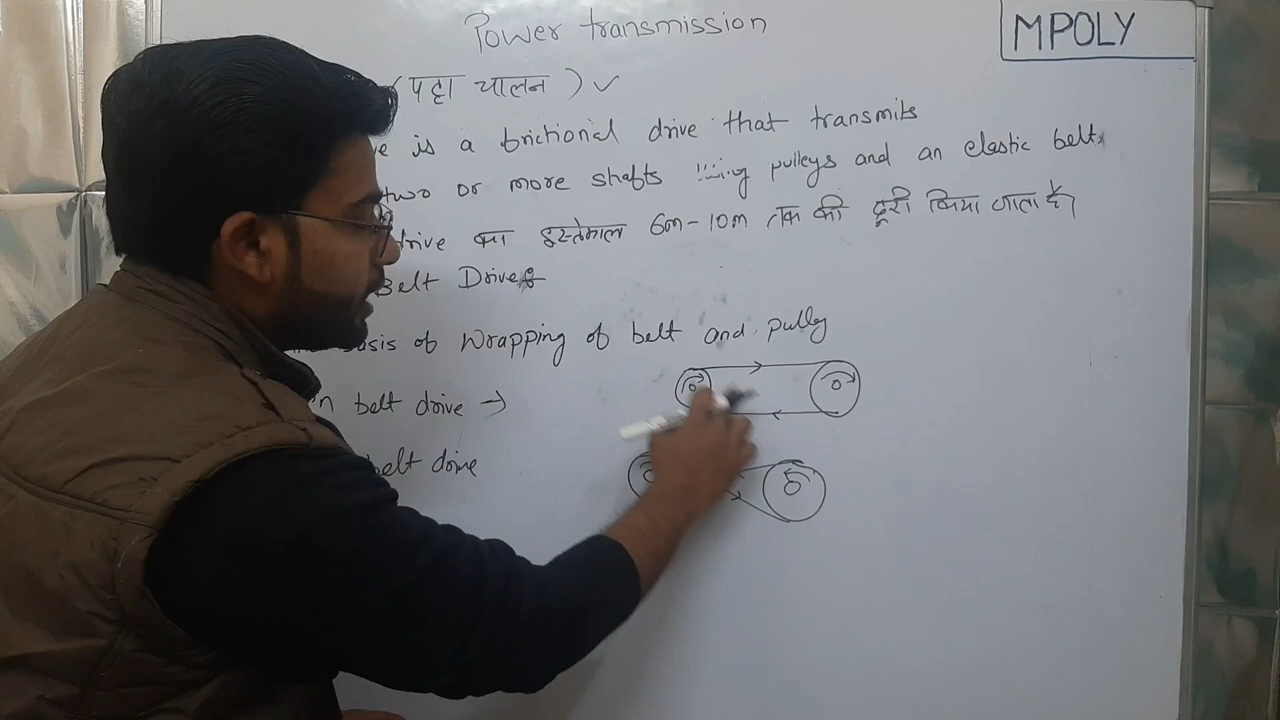 Power transmission
MPOLY
(पट्टा चालन) ✓
is a frictional drive that transmits
two or more shafts using pulleys and an elastic belt.
drive का इस्तेमाल 6m-10m तक की दूरी किया जाता है।
Belt Drive
of wrapping of belt and pully
belt drive →
belt drive